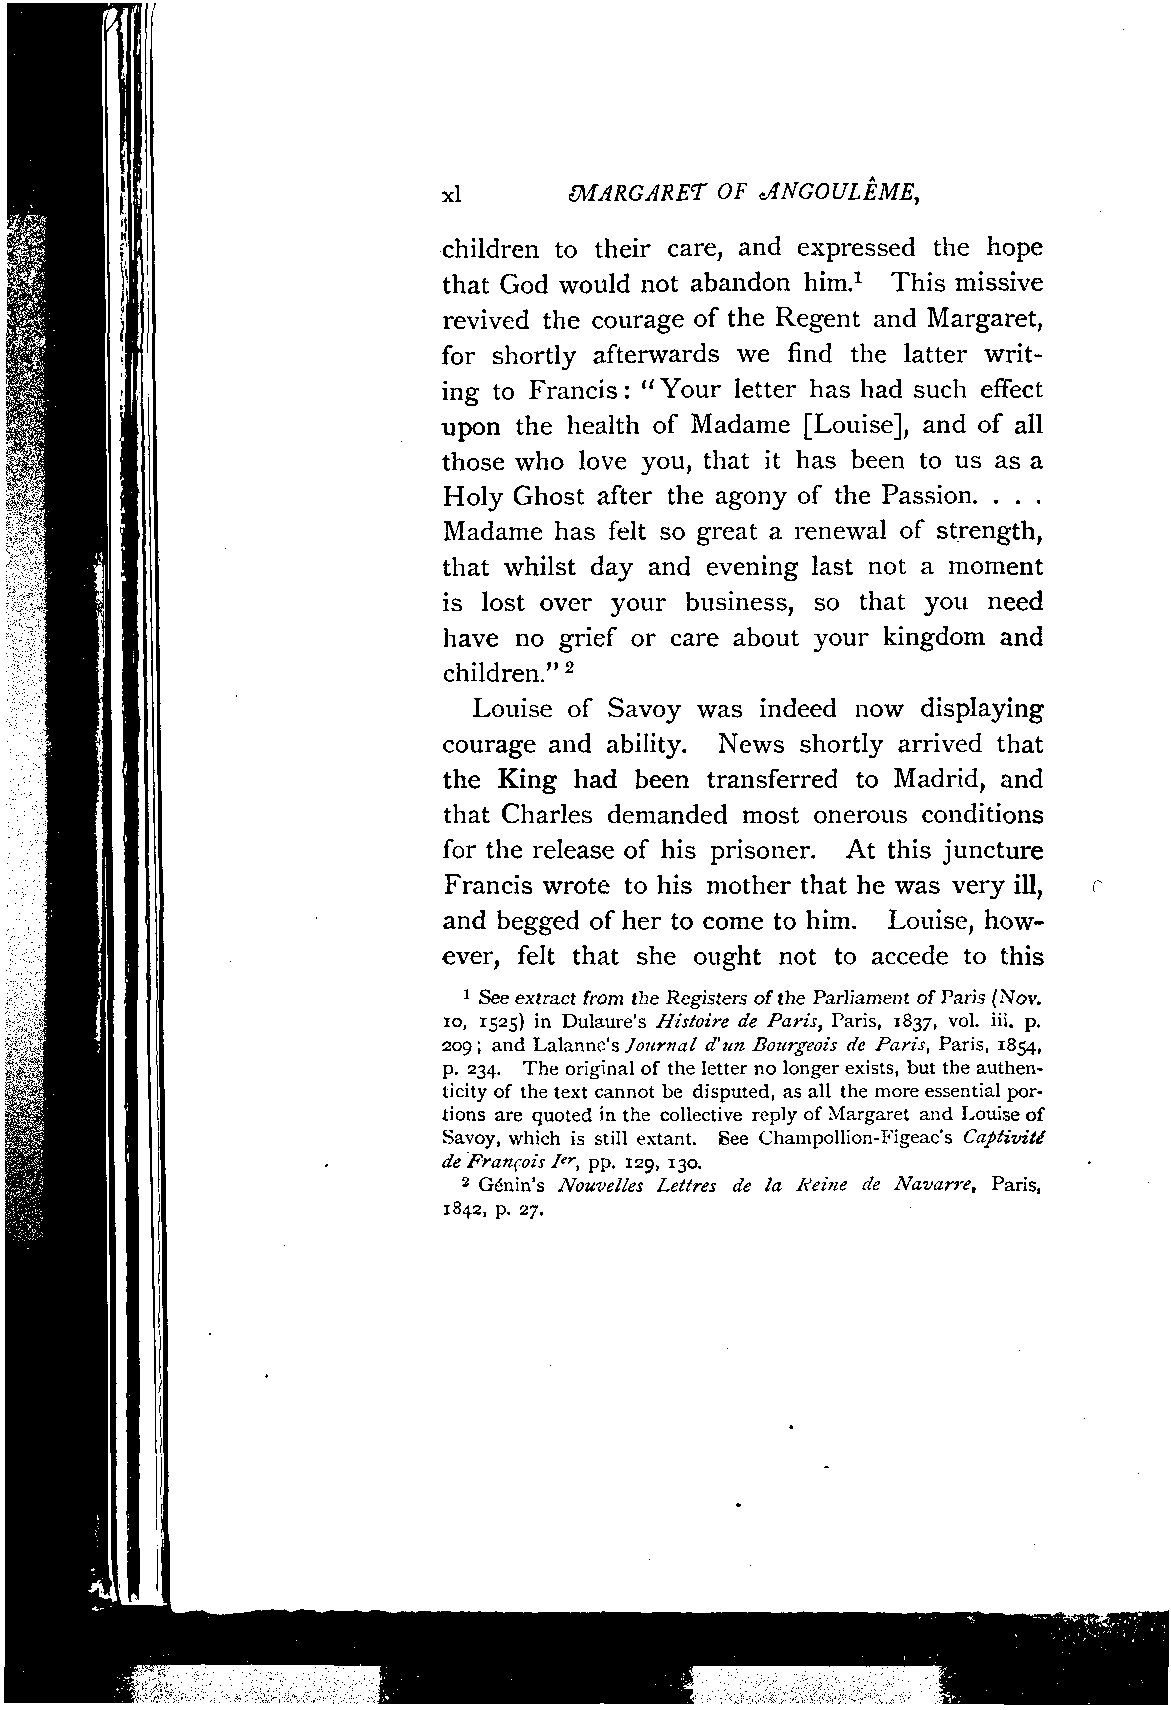 xl MARGARET OF ANGOULÊME,
children to their care, and expressed the hope
that God would not abandon him.¹ This missive
revived the courage of the Regent and Margaret,
for shortly afterwards we find the latter writ-
ing to Francis: "Your letter has had such effect
upon the health of Madame [Louise], and of all
those who love you, that it has been to us as a
Holy Ghost after the agony of the Passion. . . .
Madame has felt so great a renewal of strength,
that whilst day and evening last not a moment
is lost over your business, so that you need
have no grief or care about your kingdom and
children." ²
Louise of Savoy was indeed now displaying
courage and ability. News shortly arrived that
the King had been transferred to Madrid, and
that Charles demanded most onerous conditions
for the release of his prisoner. At this juncture
Francis wrote to his mother that he was very ill,
and begged of her to come to him. Louise, how-
ever, felt that she ought not to accede to this
¹ See extract from the Registers of the Parliament of Paris (Nov.
10, 1525) in Dulaure's Histoire de Paris, Paris, 1837, vol. iii. p.
209; and Lalanne's Journal d'un Bourgeois de Paris, Paris, 1854,
p. 234. The original of the letter no longer exists, but the authen-
ticity of the text cannot be disputed, as all the more essential por-
tions are quoted in the collective reply of Margaret and Louise of
Savoy, which is still extant. See Champollion-Figeac's Captivité
de François Ier, pp. 129, 130.
² Génin's Nouvelles Lettres de la Reine de Navarre, Paris,
1842, p. 27.